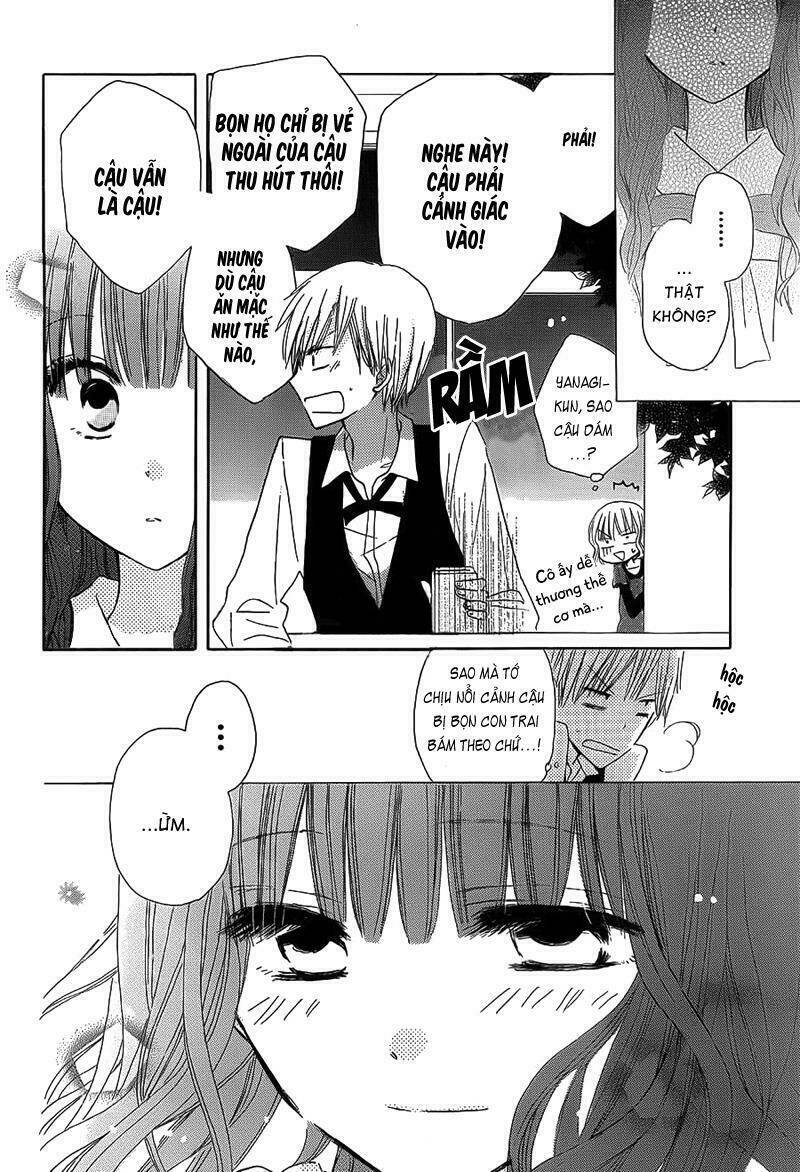 ……
…
THẬT
KHÔNG?
PHẢI!
NGHE NÀY!
CẬU PHẢI
CẢNH GIÁC
VÀO!
BỌN HỌ CHỈ BỊ VẺ
NGOÀI CỦA CẬU
THU HÚT THÔI!
NHƯNG
DÙ CẬU
ĂN MẶC
NHƯ THẾ
NÀO,
CẬU VẪN
LÀ CẬU!
RẦM
YANAGI-
KUN, SAO
CẬU DÁM
…?
Cô ấy dễ
thương thế
cơ mà...
SAO MÀ TỚ
CHỊU NỔI CẢNH CẬU
BỊ BỌN CON TRAI
BÁM THEO CHỨ...!
hộc
hộc
…
...ỪM.